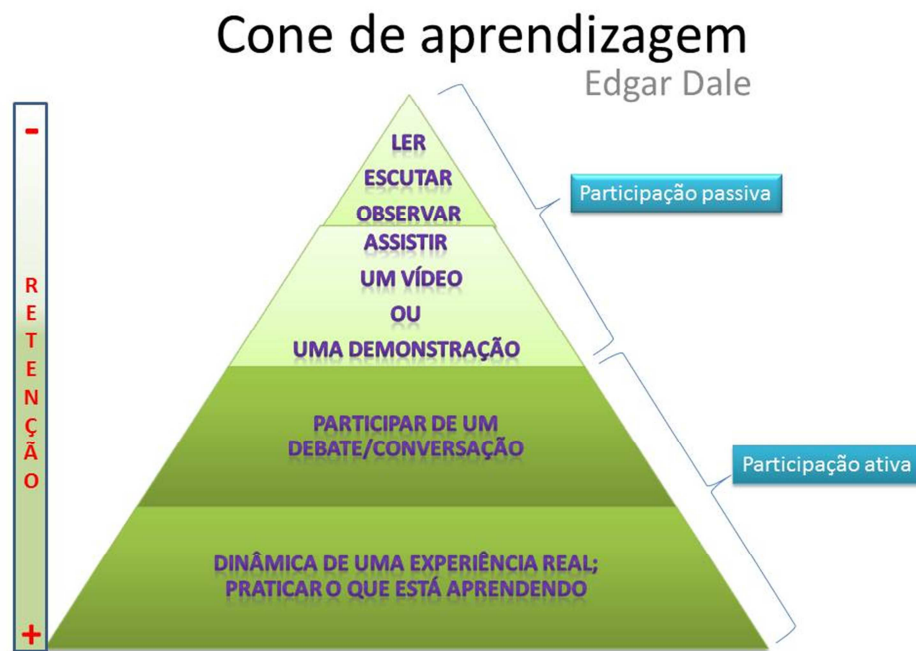 Cone de aprendizagem
Edgar Dale
-
RETENÇÃO
+
LER
ESCUTAR
OBSERVAR
ASSISTIR
UM VÍDEO
OU
UMA DEMONSTRAÇÃO
PARTICIPAR DE UM
DEBATE/CONVERSAÇÃO
DINÂMICA DE UMA EXPERIÊNCIA REAL;
PRATICAR O QUE ESTÁ APRENDENDO
Participação passiva
Participação ativa